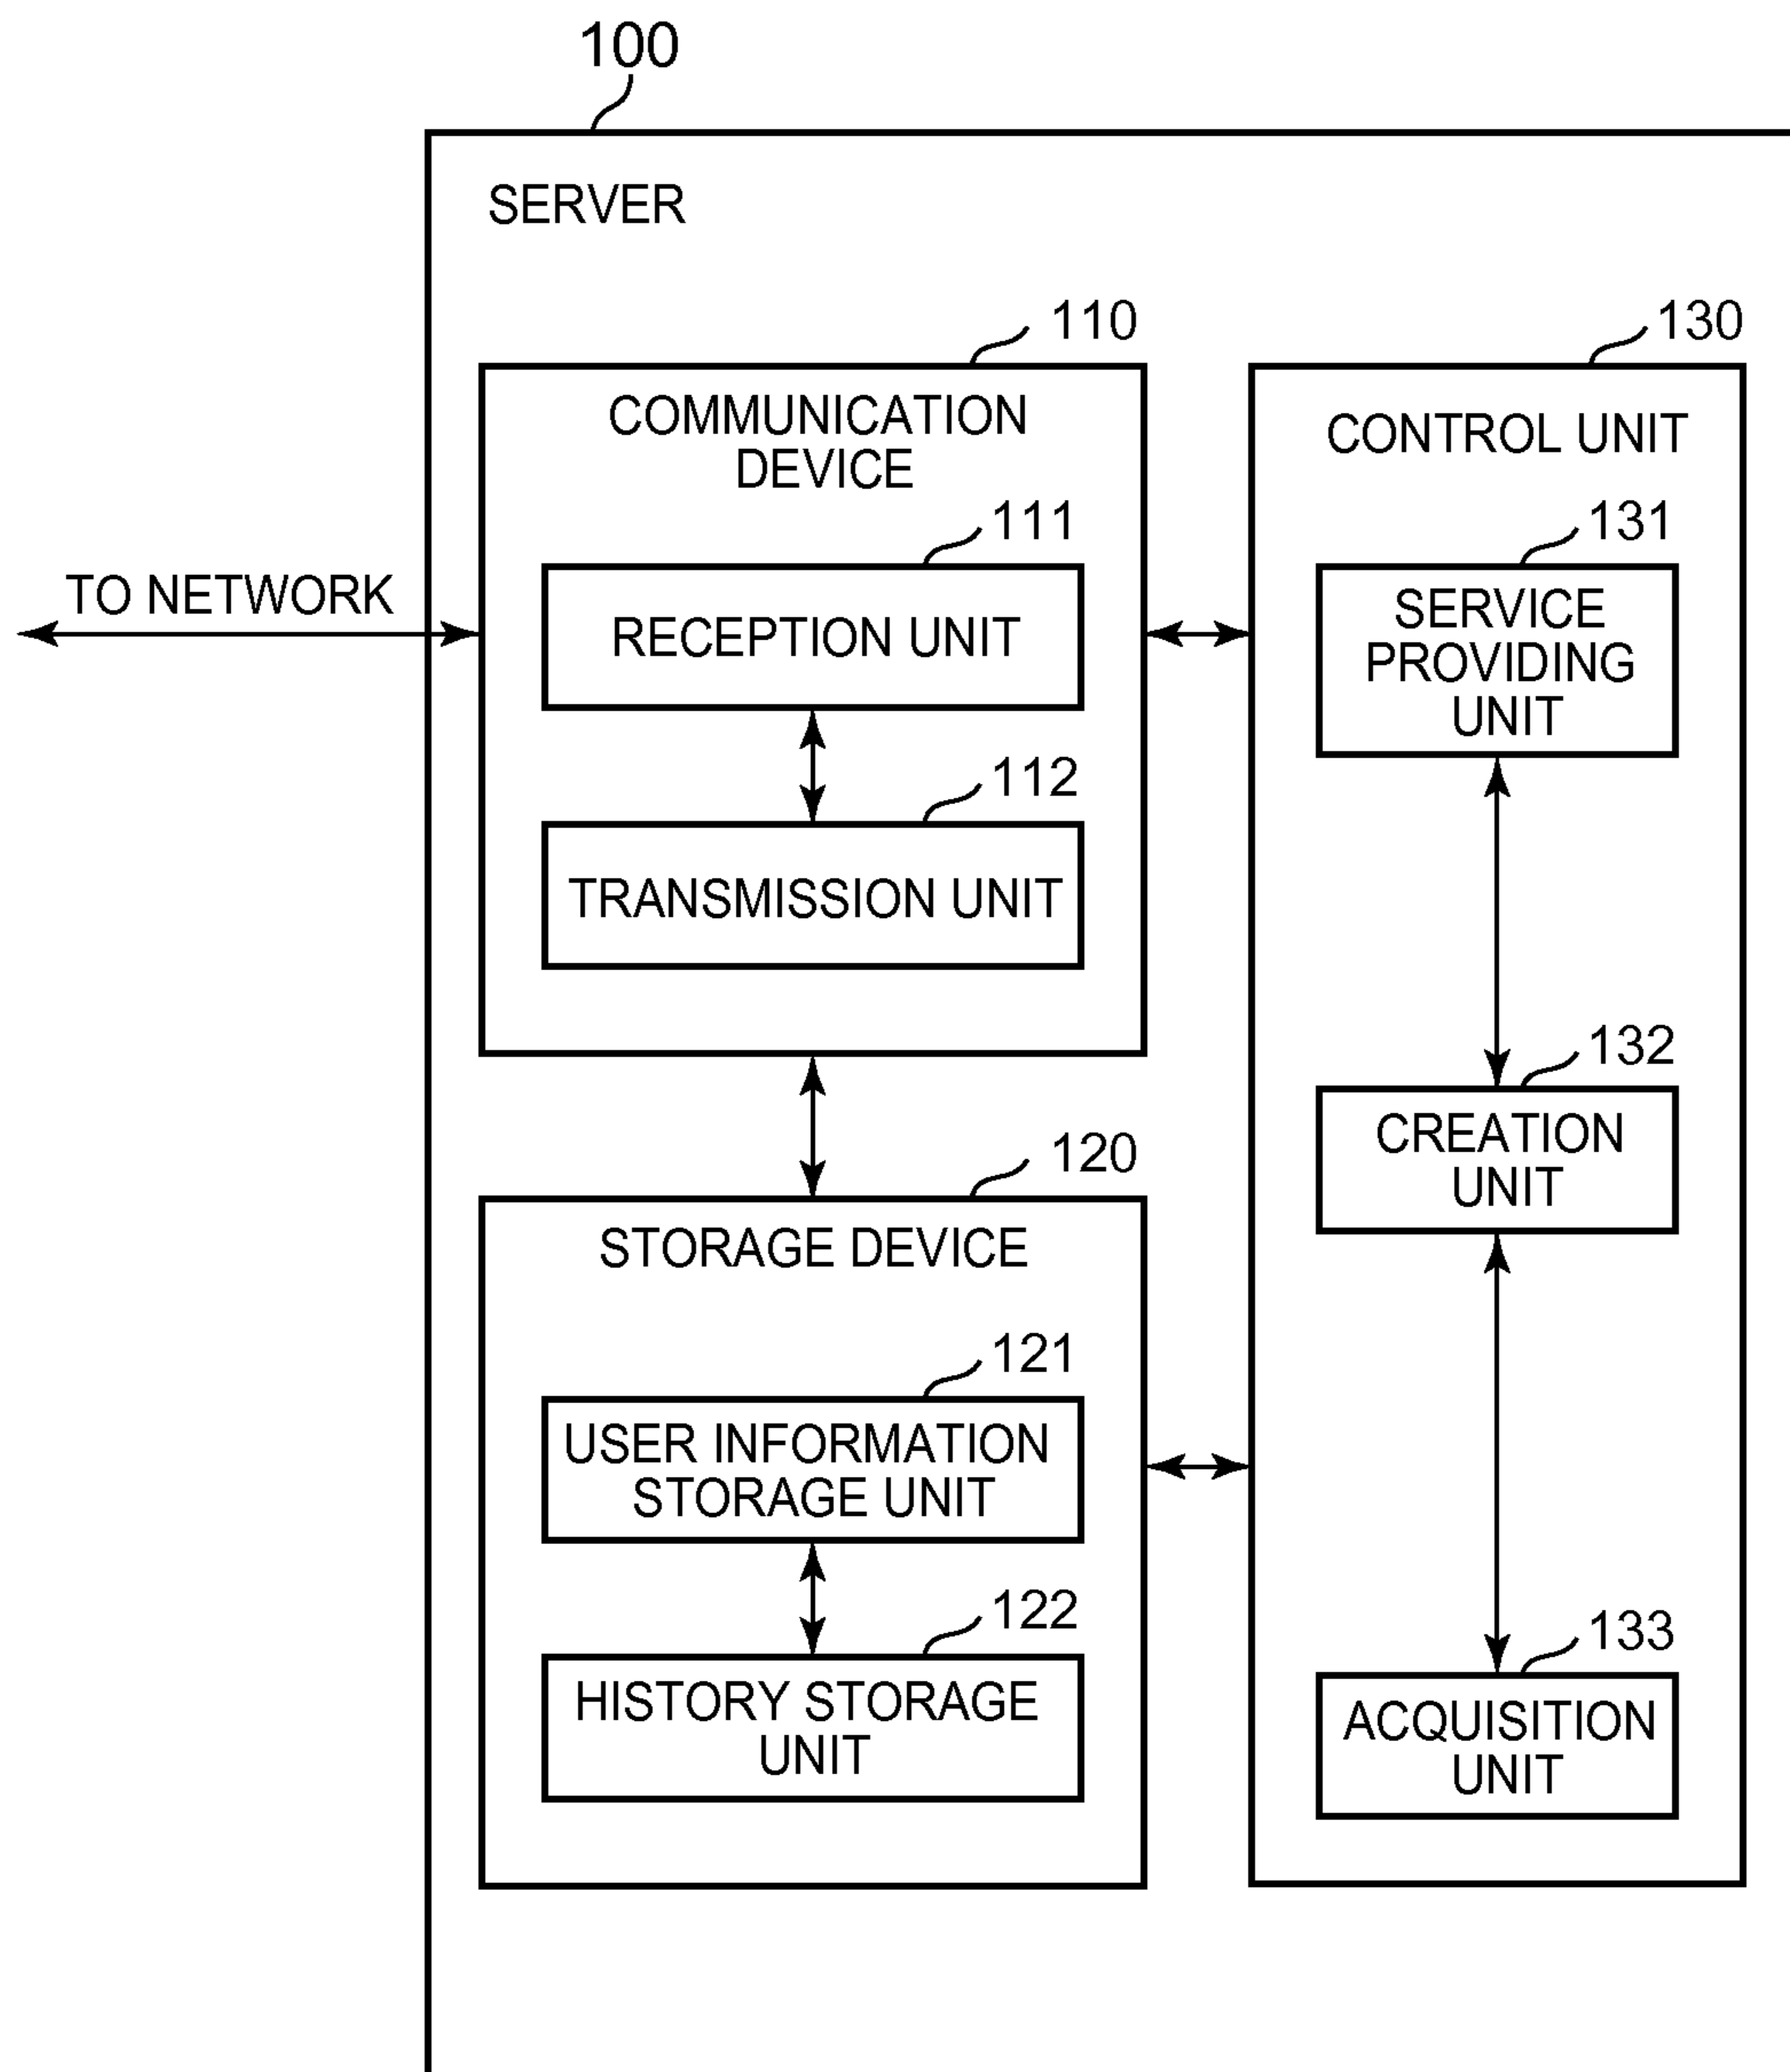 100
SERVER
110
COMMUNICATION
DEVICE
111
RECEPTION UNIT
112
TRANSMISSION UNIT
TO NETWORK
120
STORAGE DEVICE
121
USER INFORMATION
STORAGE UNIT
122
HISTORY STORAGE
UNIT
130
CONTROL UNIT
131
SERVICE
PROVIDING
UNIT
132
CREATION
UNIT
133
ACQUISITION
UNIT